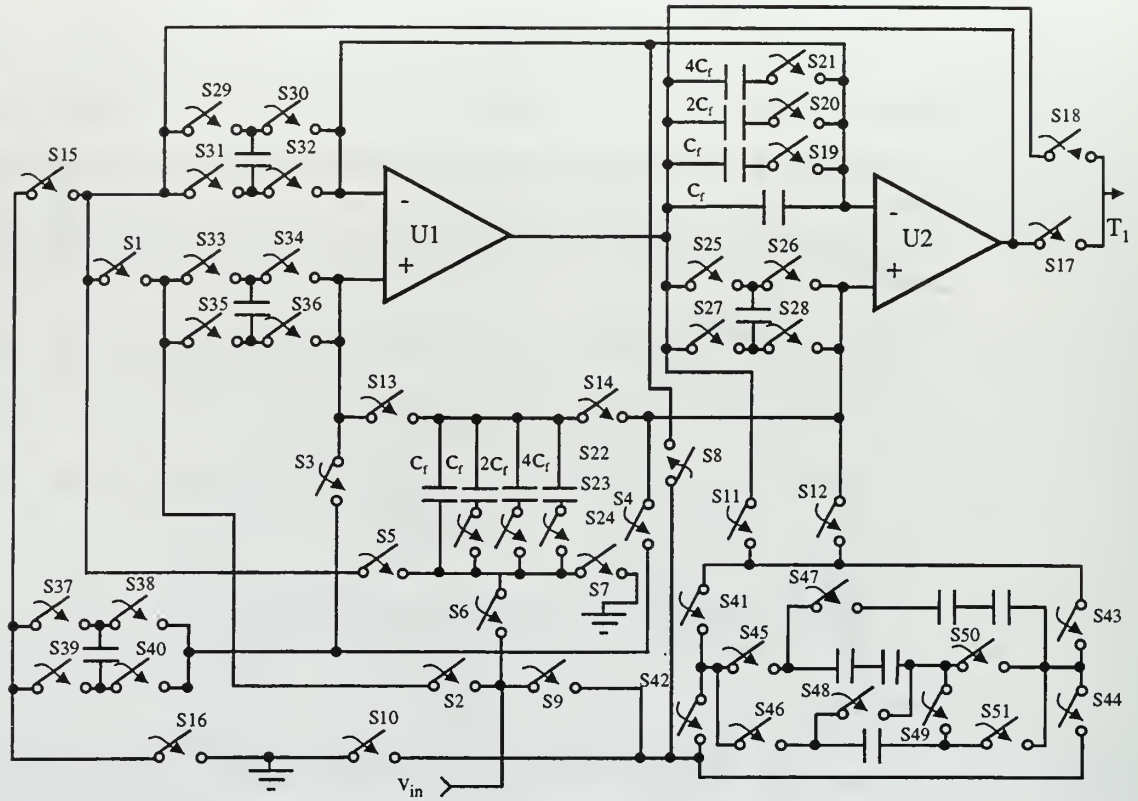 S29
S30
S21
4Cf
2Cf
S20
S18
S15
S31
S32
Cf
S19
-
U1
+
Cf
-
U2
+
T1
S17
S1
S33
S34
S25
S26
S35
S36
S27
S28
S13
S14
S3
Cf
Cf
2Cf
4Cf
S22
S23
S24
S4
S8
S11
S12
S5
S7
S6
S37
S38
S39
S40
S41
S47
S43
S45
S50
S2
S9
S42
S48
S44
S46
S49
S51
S16
S10
Vin